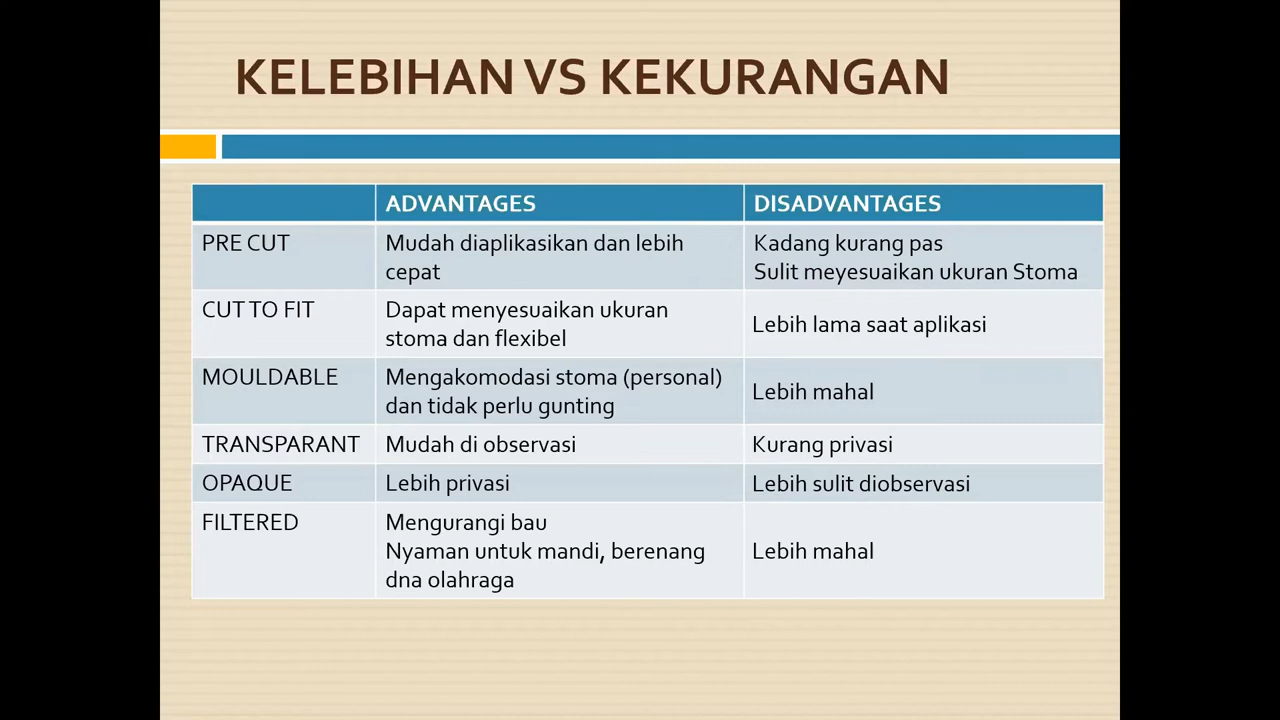 KELEBIHAN VS KEKURANGAN
ADVANTAGES
DISADVANTAGES
PRE CUT
Mudah diaplikasikan dan lebih
cepat
Kadang kurang pas
Sulit meyesuaikan ukuran Stoma
CUT TO FIT
Dapat menyesuaikan ukuran
stoma dan flexibel
Lebih lama saat aplikasi
MOULDABLE
Mengakomodasi stoma (personal)
dan tidak perlu gunting
Lebih mahal
TRANSPARANT
Mudah di observasi
Kurang privasi
OPAQUE
Lebih privasi
Lebih sulit diobservasi
FILTERED
Mengurangi bau
Nyaman untuk mandi, berenang
dna olahraga
Lebih mahal